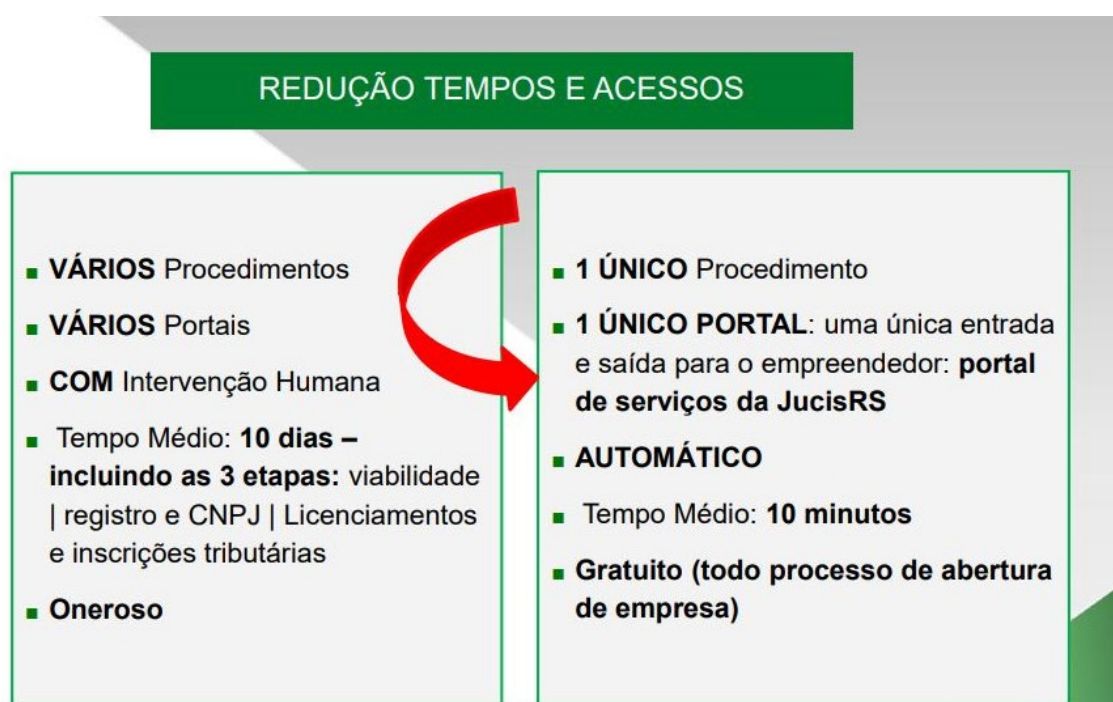 REDUÇÃO TEMPOS E ACESSOS
▪ VÁRIOS Procedimentos
▪ VÁRIOS Portais
▪ COM Intervenção Humana
▪ Tempo Médio: 10 dias –
incluindo as 3 etapas: viabilidade
| registro e CNPJ | Licenciamentos
e inscrições tributárias
▪ Oneroso
▪ 1 ÚNICO Procedimento
▪ 1 ÚNICO PORTAL: uma única entrada
e saída para o empreendedor: portal
de serviços da JucisRS
▪ AUTOMÁTICO
▪ Tempo Médio: 10 minutos
▪ Gratuito (todo processo de abertura
de empresa)